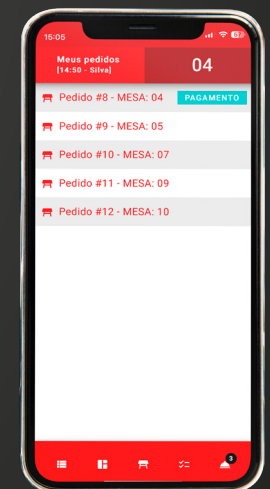 15:05
Meus pedidos
[14:50 - Silva]
04
Pedido #8 - MESA: 04 PAGAMENTO
Pedido #9 - MESA: 05
Pedido #10 - MESA: 07
Pedido #11 - MESA: 09
Pedido #12 - MESA: 10
3